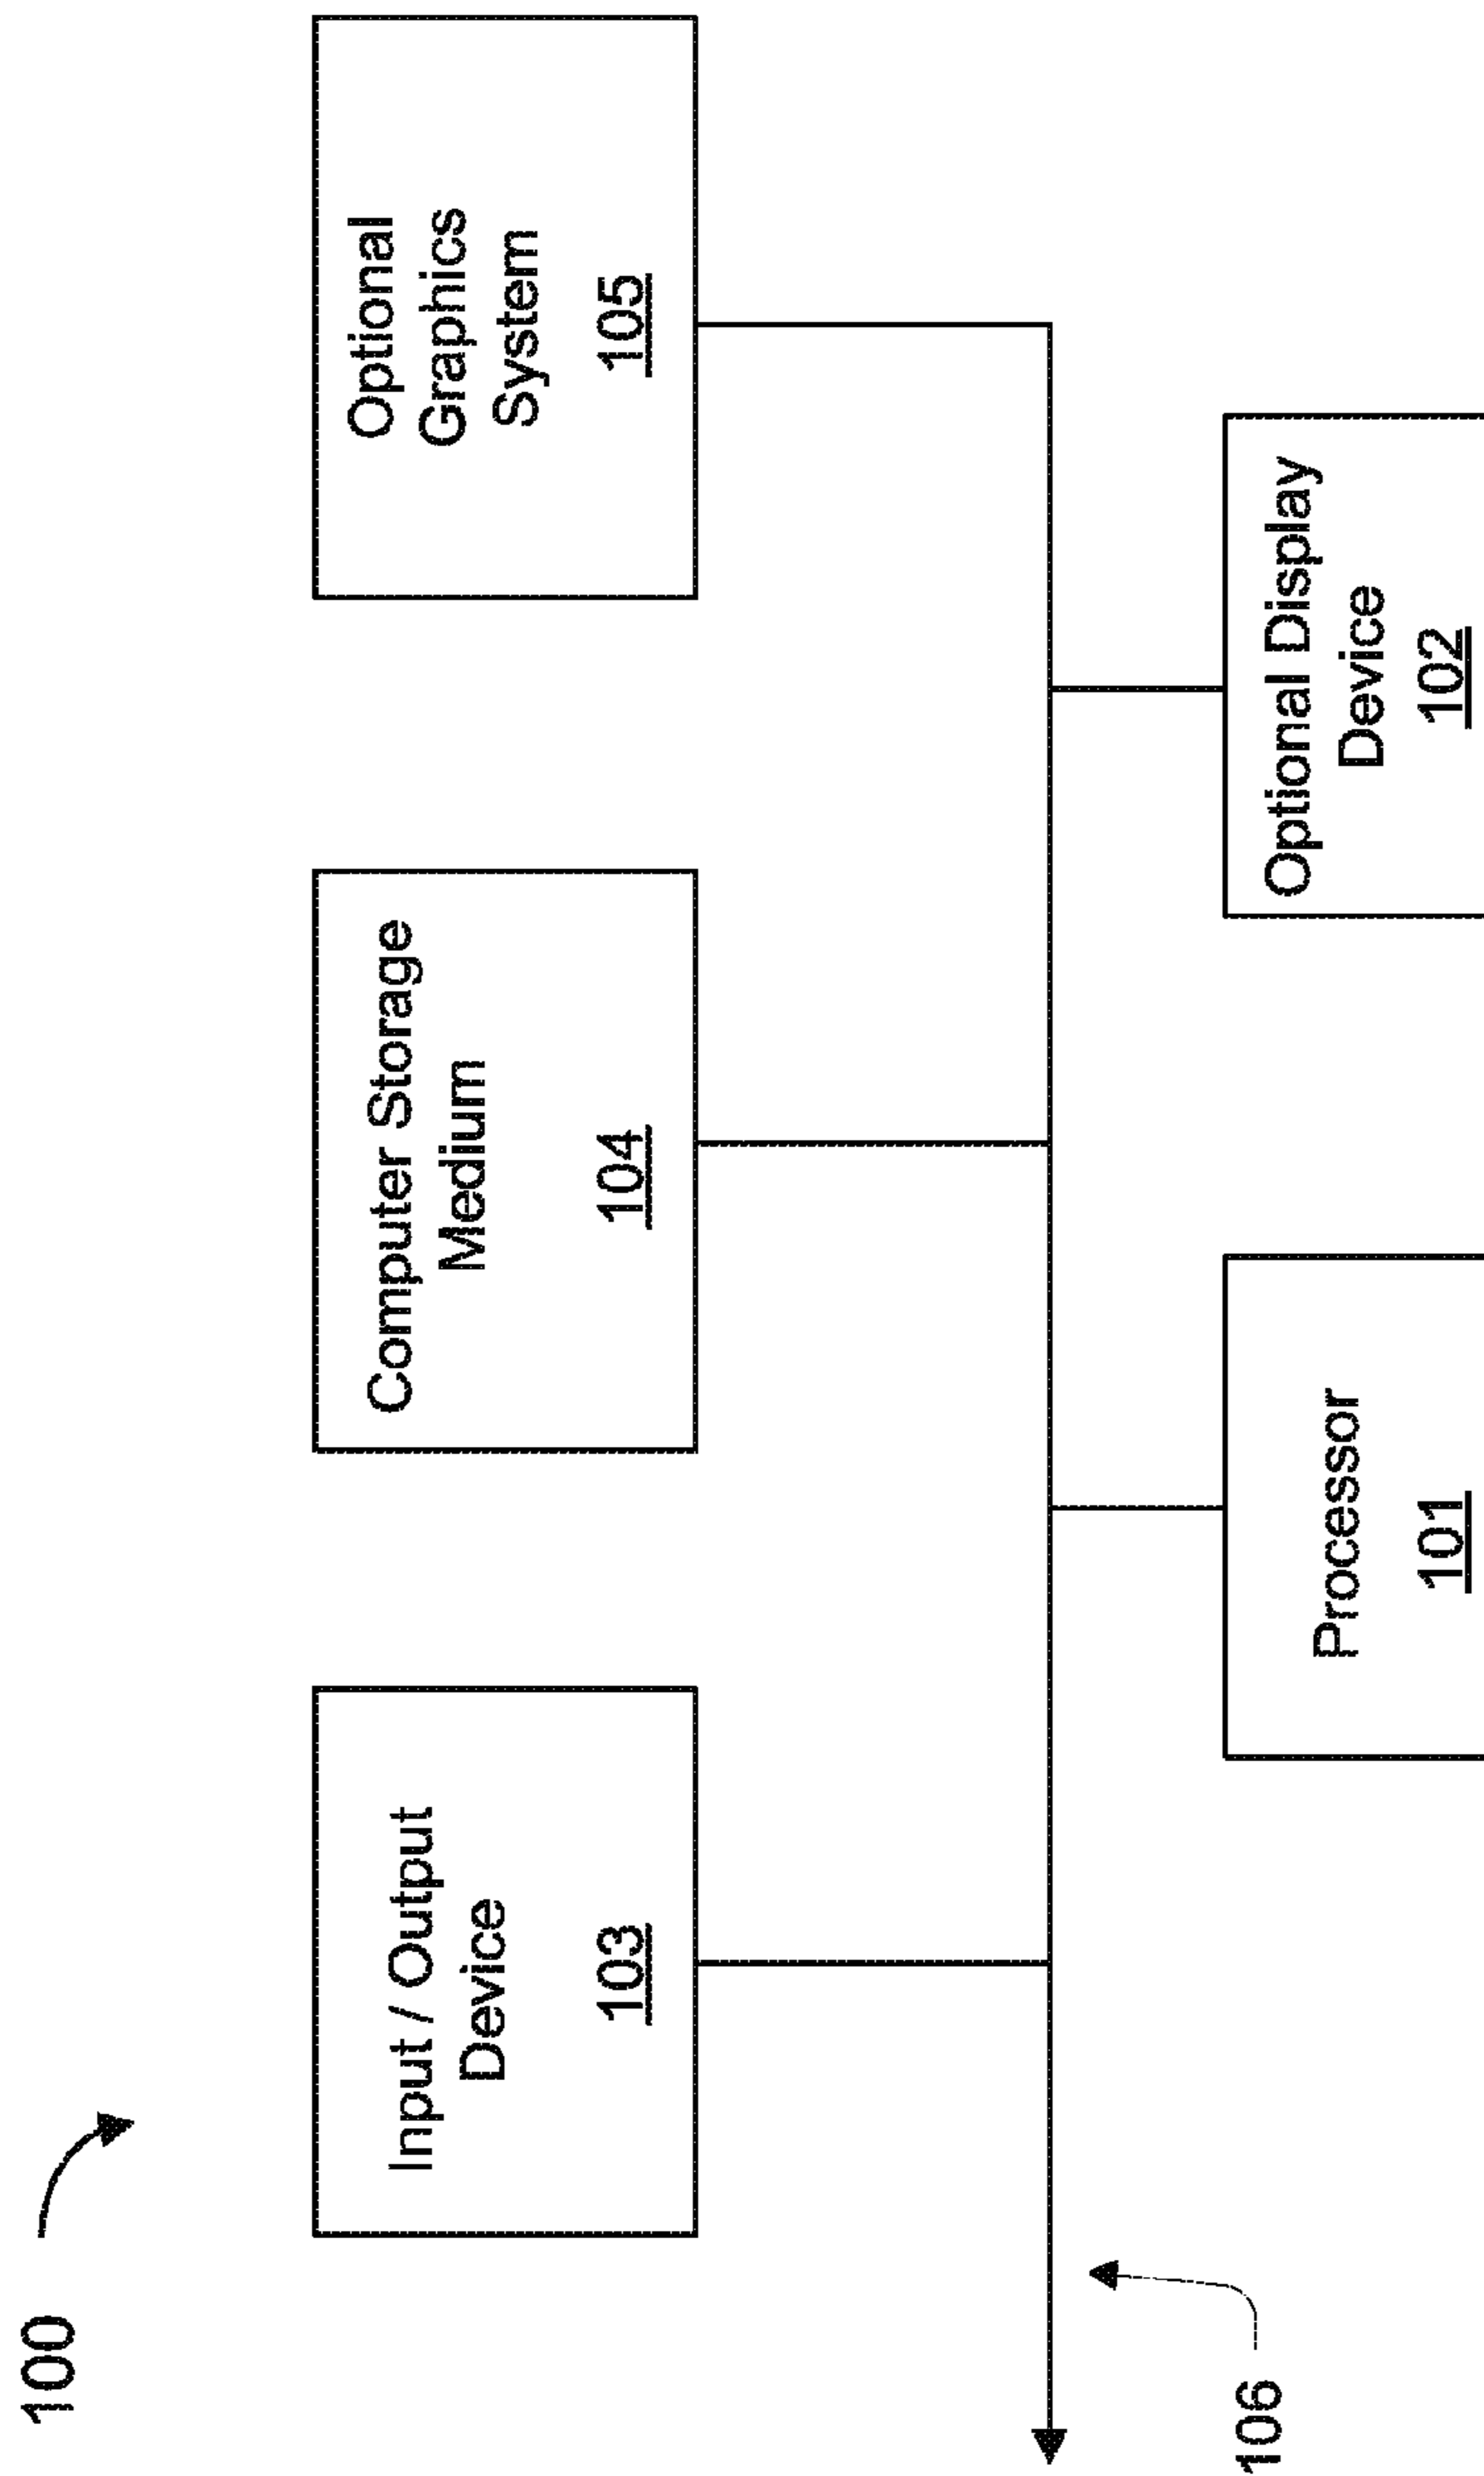 100
Input / Output
Device
103
Computer Storage
Medium
104
Optional
Graphics
System
105
106
Processor
101
Optional Display
Device
102